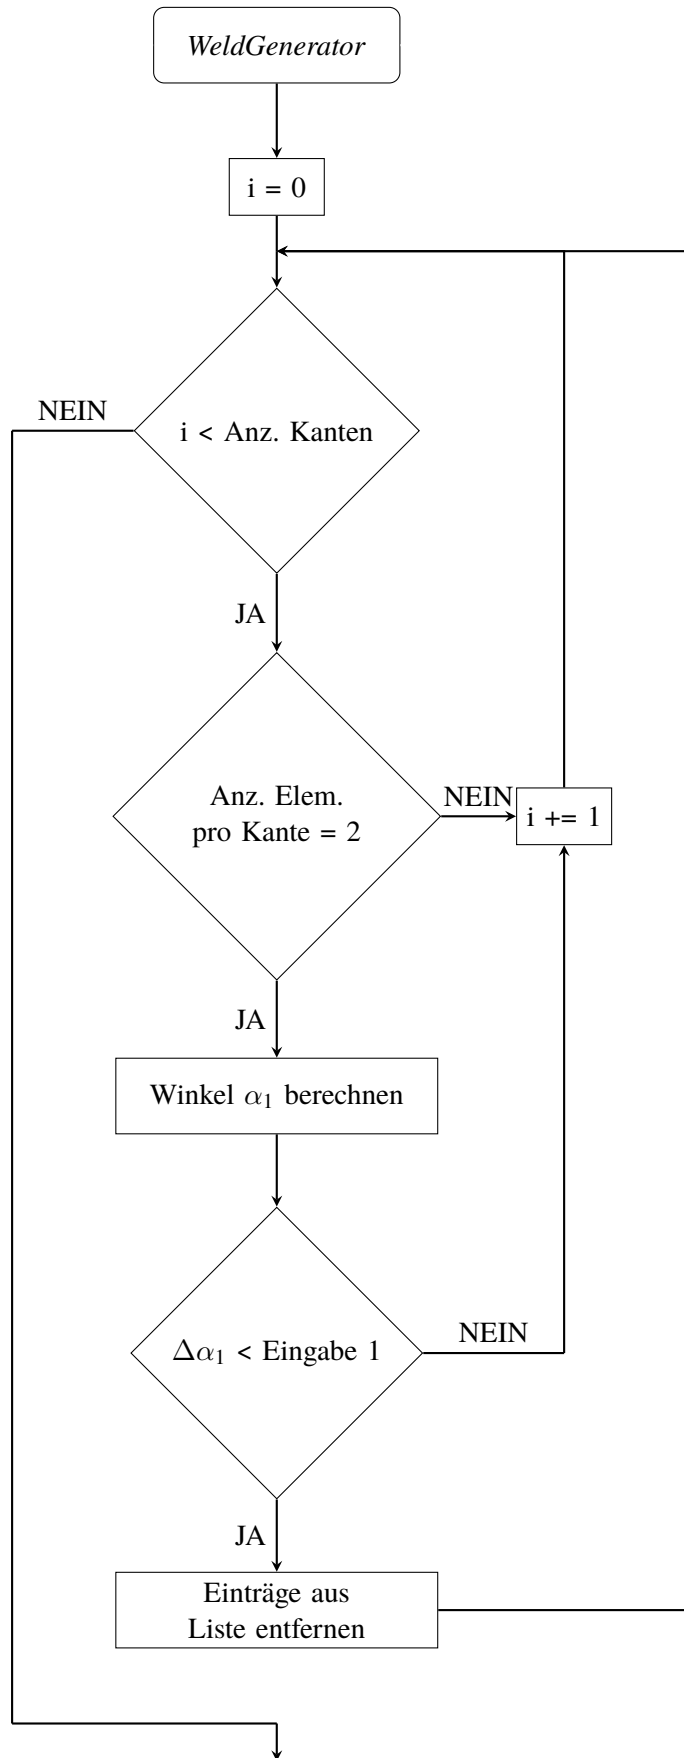 WeldGenerator
i = 0
NEIN
i < Anz. Kanten
JA
Anz. Elem.
pro Kante = 2
NEIN
i += 1
JA
Winkel α₁ berechnen
Δα₁ < Eingabe 1
NEIN
JA
Einträge aus
Liste entfernen